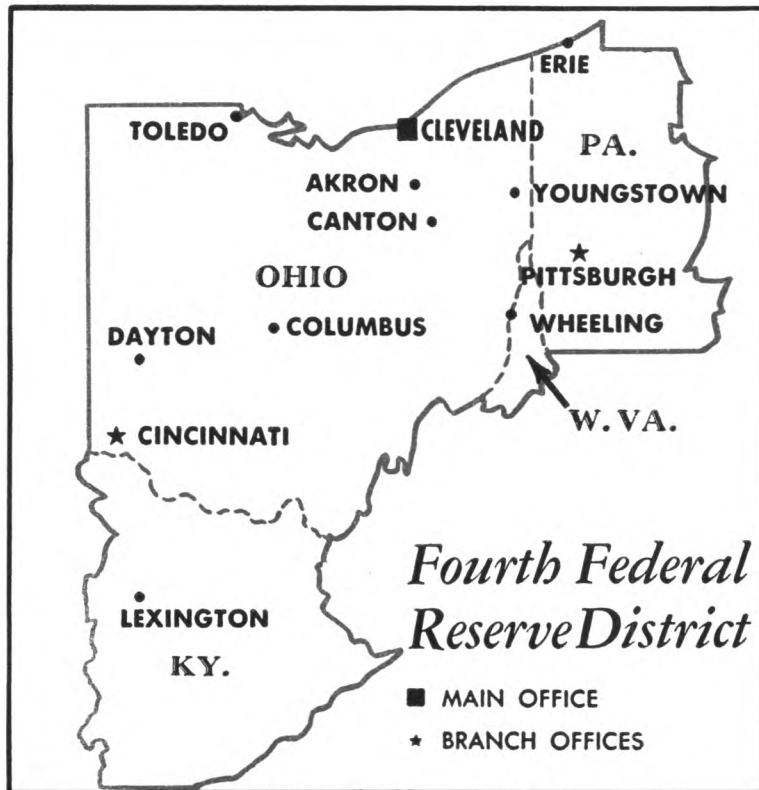 ERIE
TOLEDO
CLEVELAND
PA.
AKRON
YOUNGSTOWN
CANTON
OHIO
PITTSBURGH
COLUMBUS
WHEELING
DAYTON
W. VA.
CINCINNATI
Fourth Federal
Reserve District
LEXINGTON
KY.
MAIN OFFICE
BRANCH OFFICES